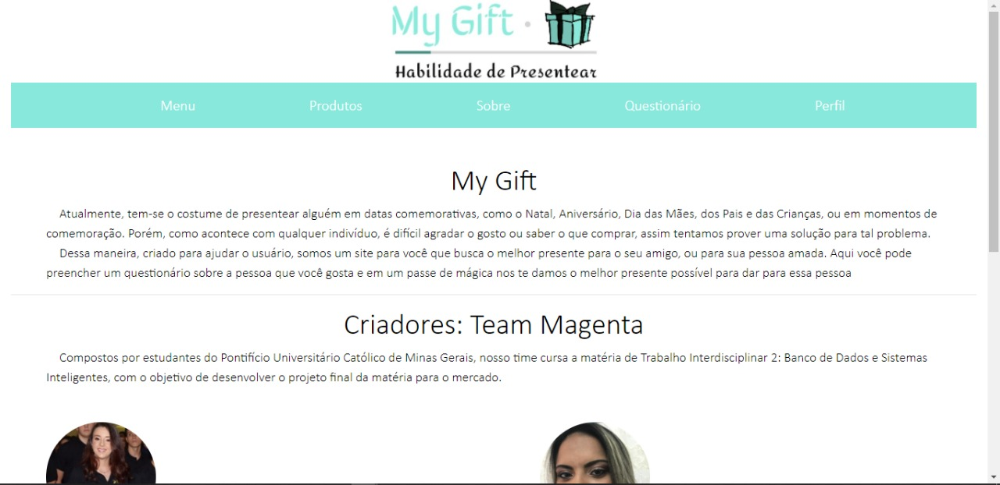 My Gift
Habilidade de Presentear
Menu Produtos Sobre Questionário Perfil
My Gift
Atualmente, tem-se o costume de presentear alguém em datas comemorativas, como o Natal, Aniversário, Dia das Mães, dos Pais e das Crianças, ou em momentos de
comemoração. Porém, como acontece com qualquer indivíduo, é difícil agradar o gosto ou saber o que comprar, assim tentamos prover uma solução para tal problema.
Dessa maneira, criado para ajudar o usuário, somos um site para você que busca o melhor presente para o seu amigo, ou para sua pessoa amada. Aqui você pode
preencher um questionário sobre a pessoa que você gosta e em um passe de mágica nos te damos o melhor presente possível para dar para essa pessoa
Criadores: Team Magenta
Compostos por estudantes do Pontifício Universitário Católico de Minas Gerais, nosso time cursa a matéria de Trabalho Interdisciplinar 2: Banco de Dados e Sistemas
Inteligentes, com o objetivo de desenvolver o projeto final da matéria para o mercado.